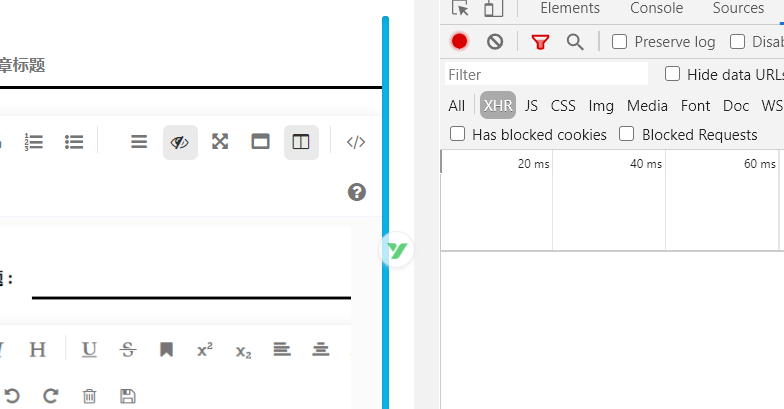 Elements Console Sources
章标题
Preserve log
Filter
Hide data URLs
All XHR JS CSS Img Media Font Doc WS
Has blocked cookies Blocked Requests
20 ms 40 ms 60 ms
题：
H U S x² x₂